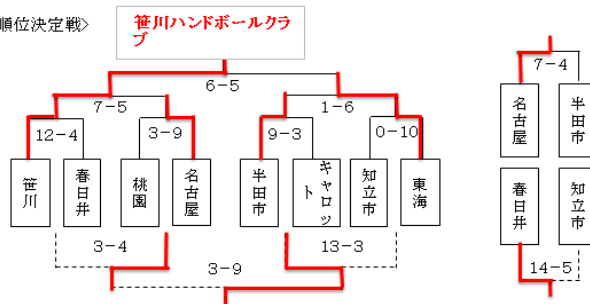 順位決定戦>
笹川ハンドボールクラ
ブ
6-5
7-4
7-5
1-6
12-4
3-9
9-3
0-10
名古屋
半田市
笹川
春日井
桃園
名古屋
半田市
キャロット
知立市
東海
春日井
知立市
3-4
13-3
3-9
14-5